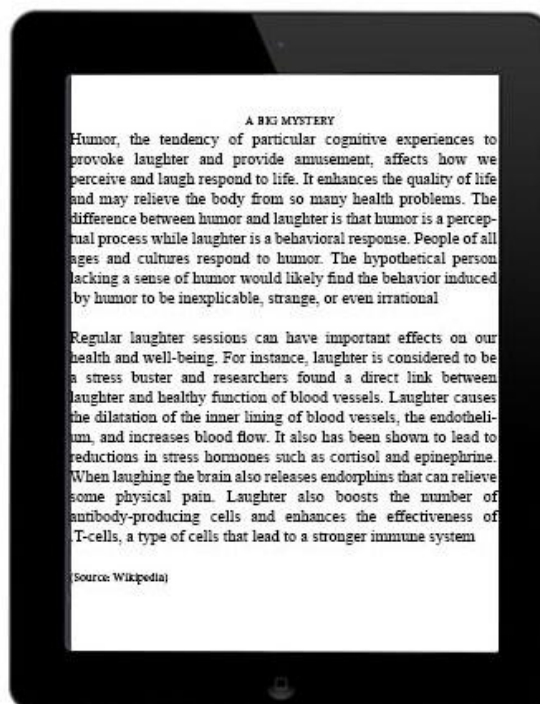 A BIG MYSTERY
Humor, the tendency of particular cognitive experiences to
provoke laughter and provide amusement, affects how we
perceive and laugh respond to life. It enhances the quality of life
and may relieve the body from so many health problems. The
difference between humor and laughter is that humor is a percep-
tual process while laughter is a behavioral response. People of all
ages and cultures respond to humor. The hypothetical person
lacking a sense of humor would likely find the behavior induced
.by humor to be inexplicable, strange, or even irrational
Regular laughter sessions can have important effects on our
health and well-being. For instance, laughter is considered to be
a stress buster and researchers found a direct link between
laughter and healthy function of blood vessels. Laughter causes
the dilatation of the inner lining of blood vessels, the endotheli-
um, and increases blood flow. It also has been shown to lead to
reductions in stress hormones such as cortisol and epinephrine.
When laughing the brain also releases endorphins that can relieve
some physical pain. Laughter also boosts the number of
antibody-producing cells and enhances the effectiveness of
.T-cells, a type of cells that lead to a stronger immune system
(Source: Wikipedia)